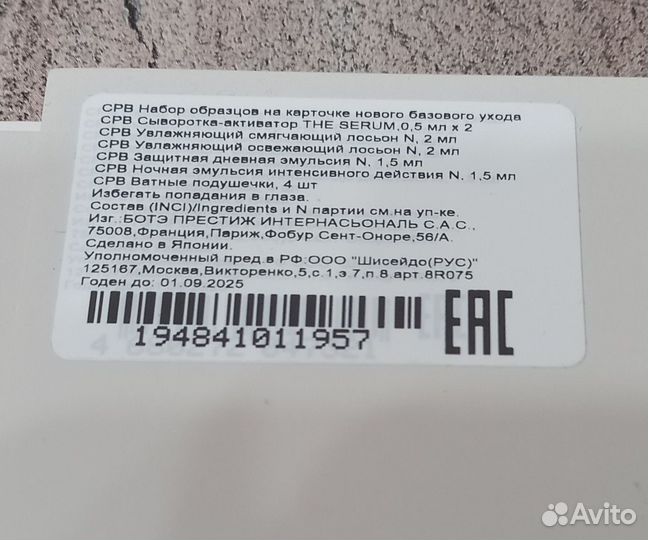 СРВ Набор образцов на карточке нового базового ухода
СРВ Сыворотка-активатор THE SERUM,0,5 мл х 2
СРВ Увлажняющий смягчающий лосьон N, 2 мл
СРВ Увлажняющий освежающий лосьон N, 2 мл
СРВ Защитная дневная эмульсия N, 1,5 мл
СРВ Ночная эмульсия интенсивного действия N, 1,5 мл
СРВ Ватные подушечки, 4 шт
Избегать попадания в глаза.
Состав (INCI)/Ingredients и N партии см.на уп-ке.
Изг.:БОТЭ ПРЕСТИЖ ИНТЕРНАСЬОНАЛЬ С.А.С.,
75008,Франция,Париж,Фобур Сент-Оноре,56/А.
Сделано в Японии.
Уполномоченный пред.в РФ:ООО "Шисейдо(РУС)"
125167,Москва,Викторенко,5,с.1,э.7,п.8.арт.8R075
Годен до: 01.09.2025
194841011957
EAC
Avito